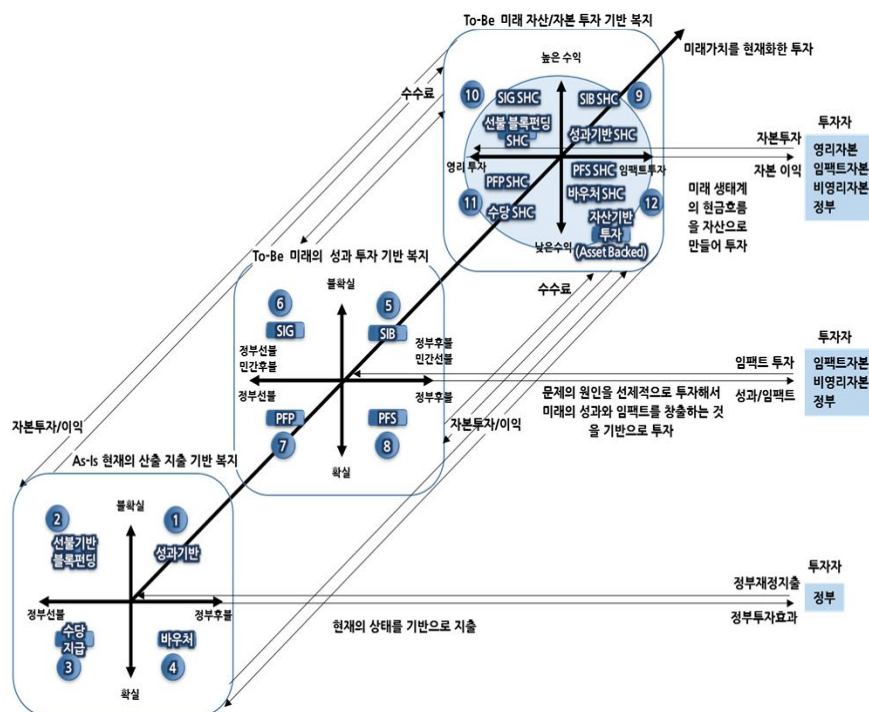 To-Be 미래 자산/자본 투자 기반 복지
미래가치를 현재화한 투자
높은 수익
수수료
10
SIG SHC
SIB SHC
9
선불 블록펀딩
SHC
성과기반 SHC
영리 투자
임팩트투자
PFS SHC
PFP SHC
바우처 SHC
11
수당 SHC
12
자산기반
투자
(Asset Backed)
낮은수익
투자자
자본투자
자본 이익
영리자본
임팩트자본
비영리자본
정부
미래 생태계
의 현금흐름
을 자산으로
만들어 투자
To-Be 미래의 성과 투자 기반 복지
수수료
불확실
6
5
SIG
SIB
정부선불
민간후불
정부후불
민간선불
정부선불
정부후불
PFP
PFS
7
8
확실
투자자
임팩트 투자
성과/임팩트
임팩트자본
비영리자본
정부
문제의 원인을 선제적으로 투자해서
미래의 성과와 임팩트를 창출하는 것
을 기반으로 투자
자본투자/이익
자본투자/이익
As-Is 현재의 산출 지출 기반 복지
불확실
2
1
선불기반
블록펀딩
성과기반
정부선불
정부후불
수당
지급
바우처
3
4
확실
투자자
정부재정지출
정부
정부투자효과
현재의 상태를 기반으로 지출